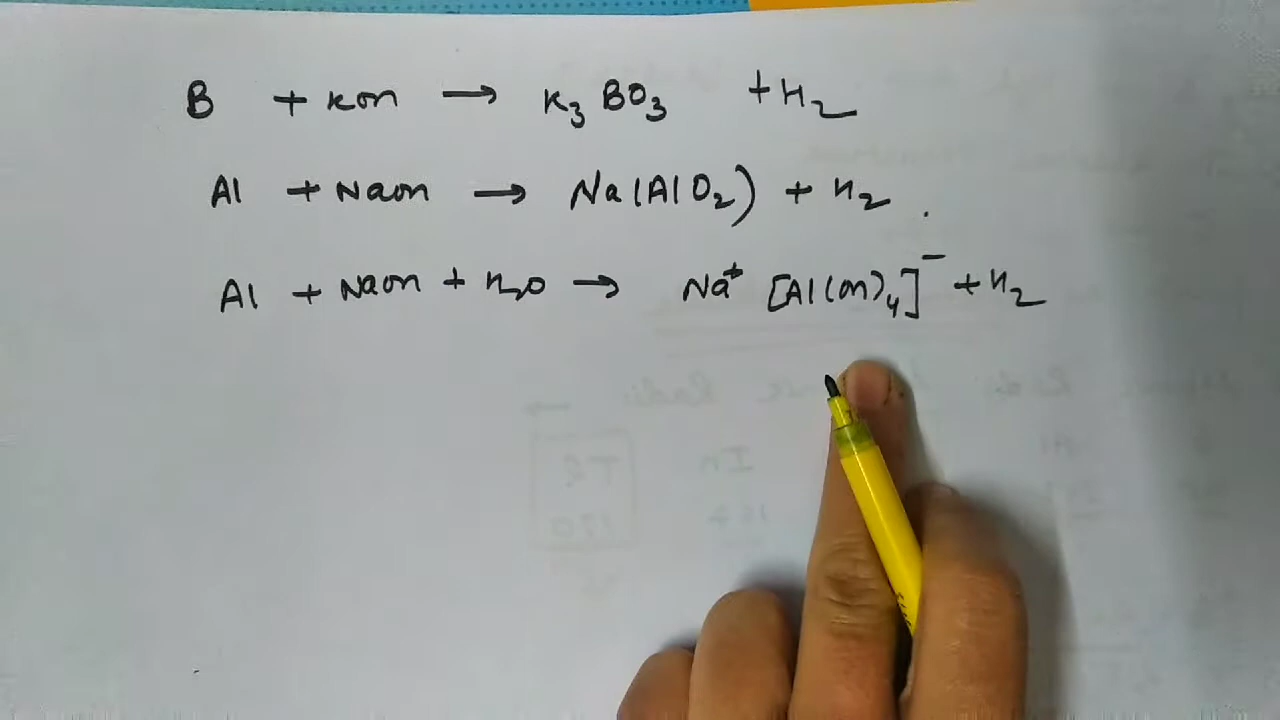 B + KOH → K₃BO₃ + H₂
Al + NaOH → Na(AlO₂) + H₂ .
Al + NaOH + H₂O → Na⁺ [Al(OH)₄]⁻ + H₂